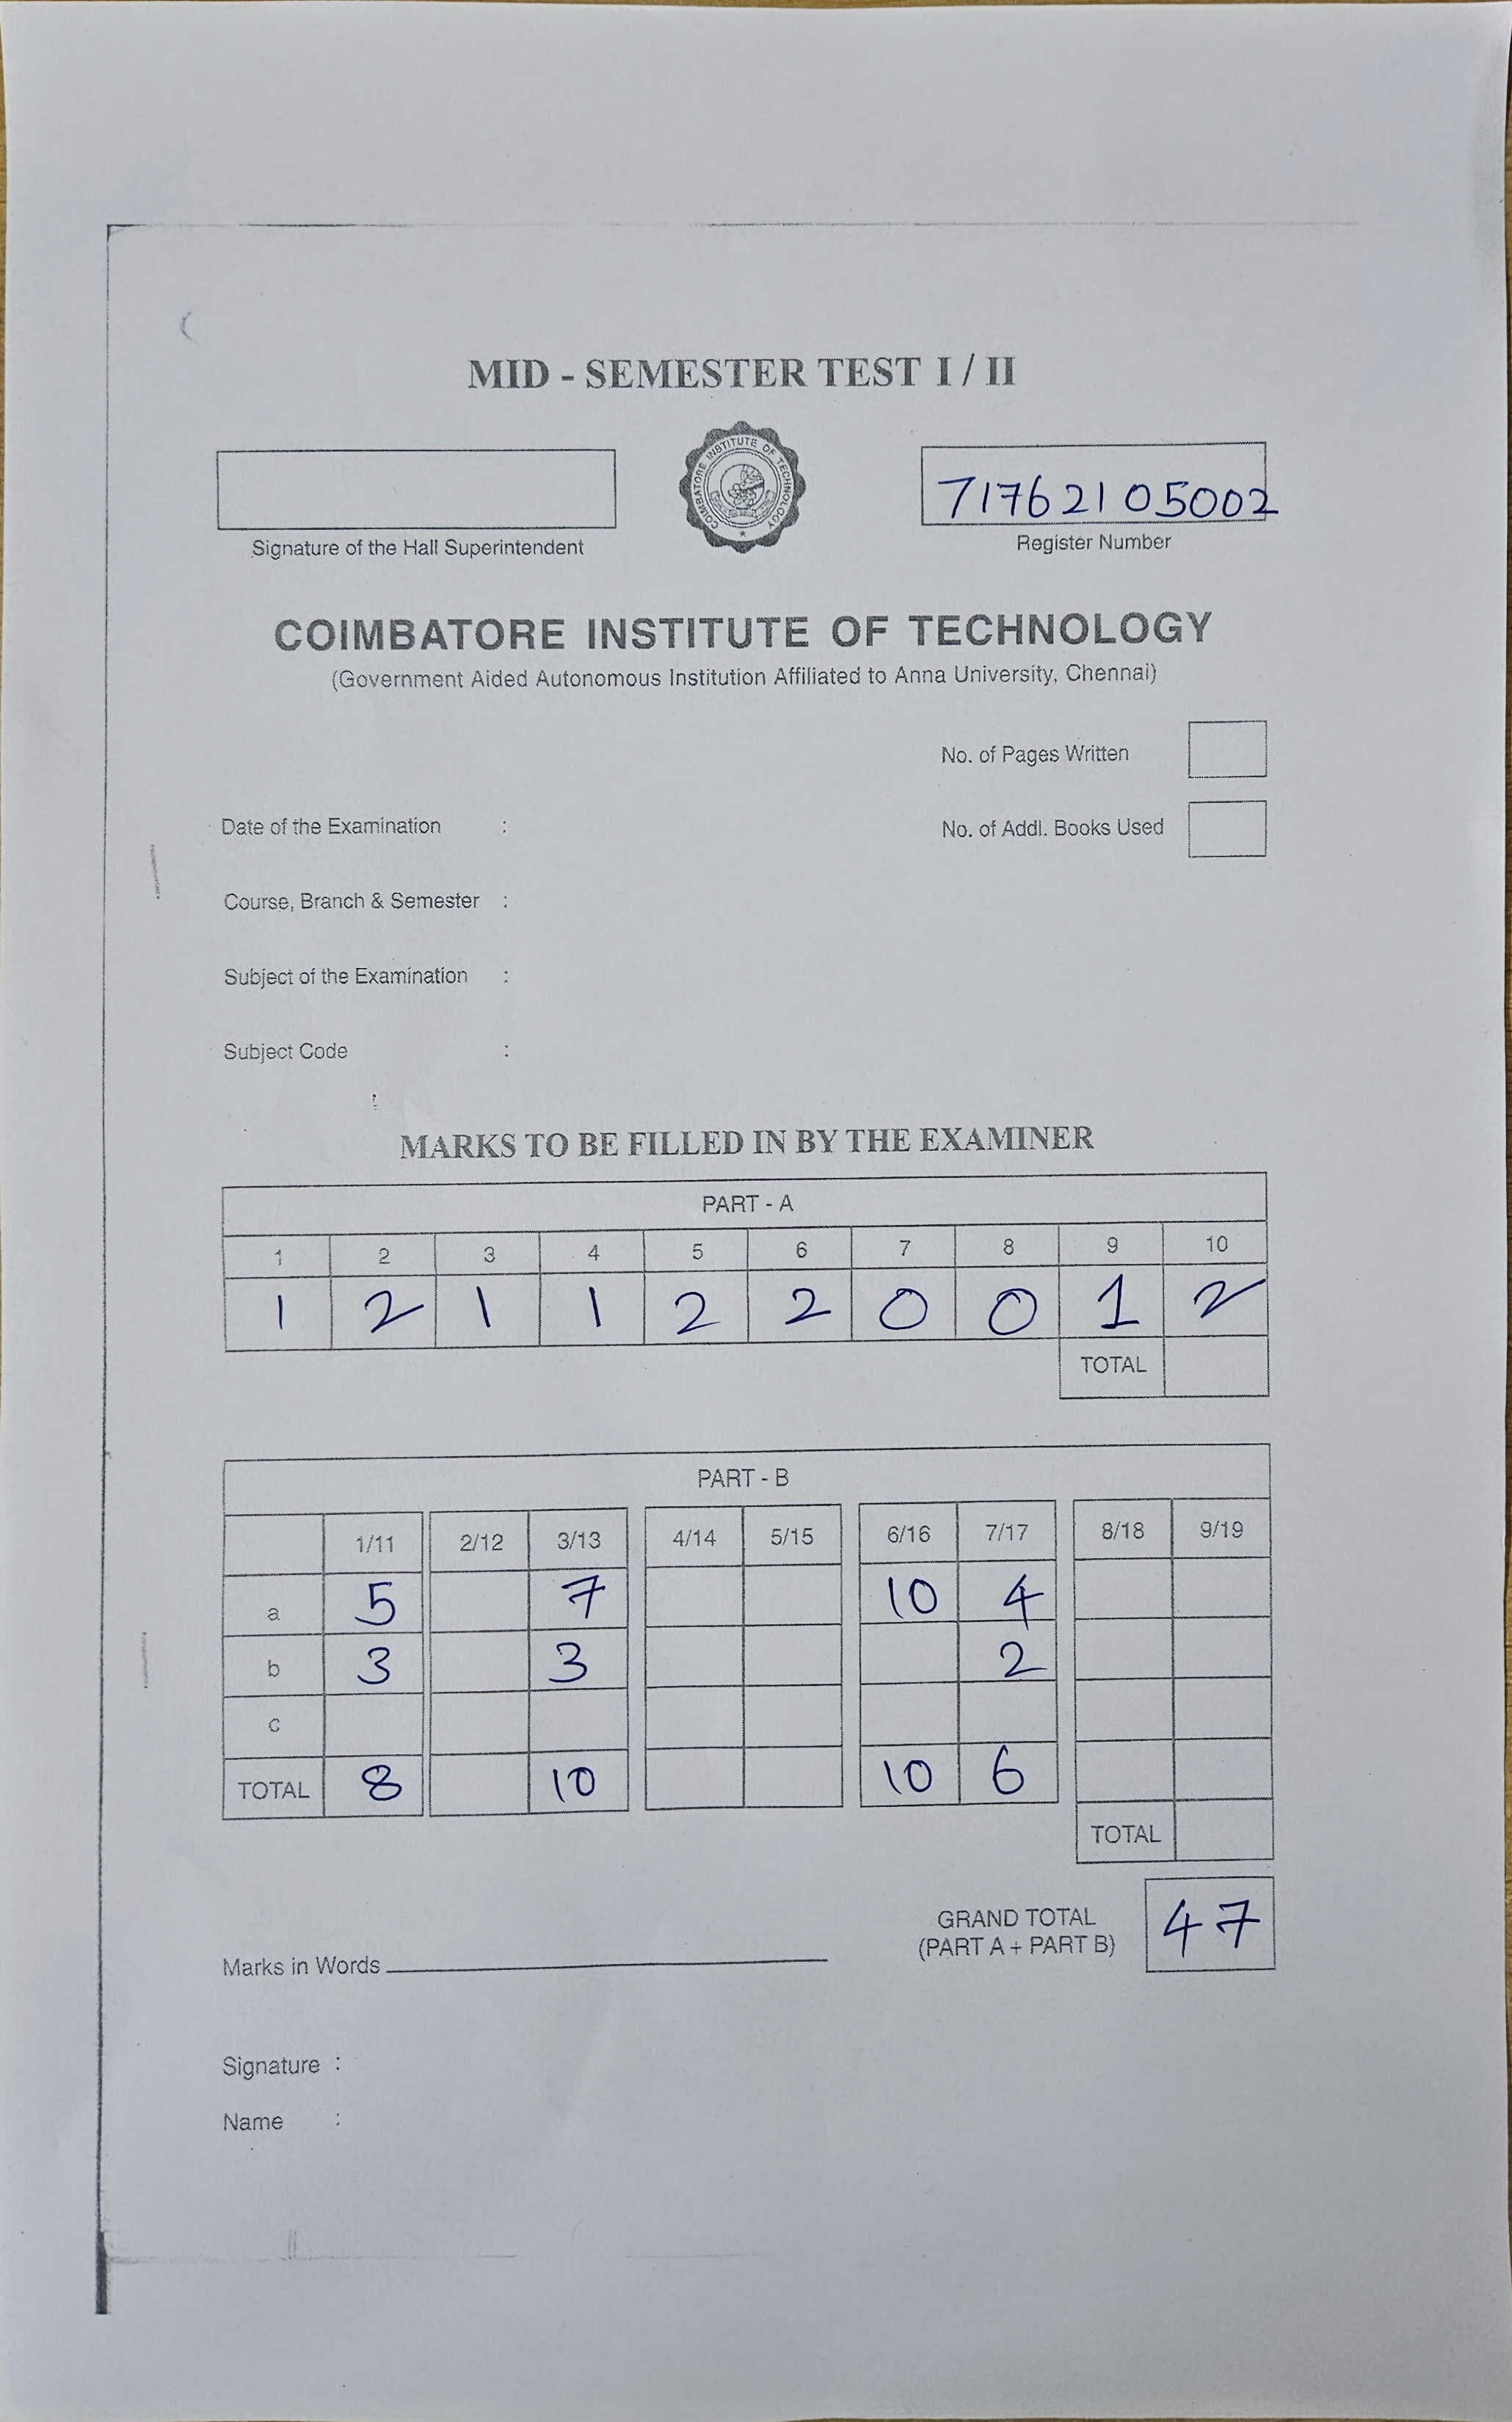 MID - SEMESTER TEST I / II
COIMBATORE INSTITUTE OF TECHNOLOGY
71762105002
Signature of the Hall Superintendent
Register Number
COIMBATORE INSTITUTE OF TECHNOLOGY
(Government Aided Autonomous Institution Affiliated to Anna University, Chennai)
No. of Pages Written
Date of the Examination :
No. of Addl. Books Used
Course, Branch & Semester :
Subject of the Examination :
Subject Code :
MARKS TO BE FILLED IN BY THE EXAMINER
PART - A
1 2 3 4 5 6 7 8 9 10
1 2 1 1 2 2 0 0 1 2
TOTAL
PART - B
1/11 2/12 3/13 4/14 5/15 6/16 7/17 8/18 9/19
a 5 7 10 4
b 3 3 2
c
TOTAL 8 10 10 6
TOTAL
GRAND TOTAL
(PART A + PART B)
47
Marks in Words
Signature :
Name :